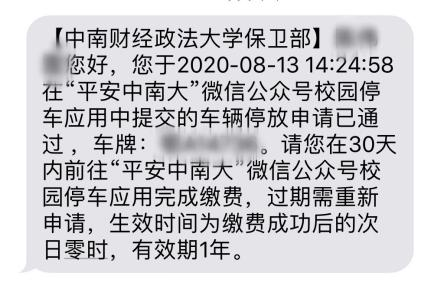 【中南财经政法大学保卫部】
您好，您于2020-08-13 14:24:58
在“平安中南大”微信公众号校园停
车应用中提交的车辆停放申请已通
过 ，车牌： 。请您在30天
内前往“平安中南大”微信公众号校
园停车应用完成缴费，过期需重新
申请，生效时间为缴费成功后的次
日零时，有效期1年。